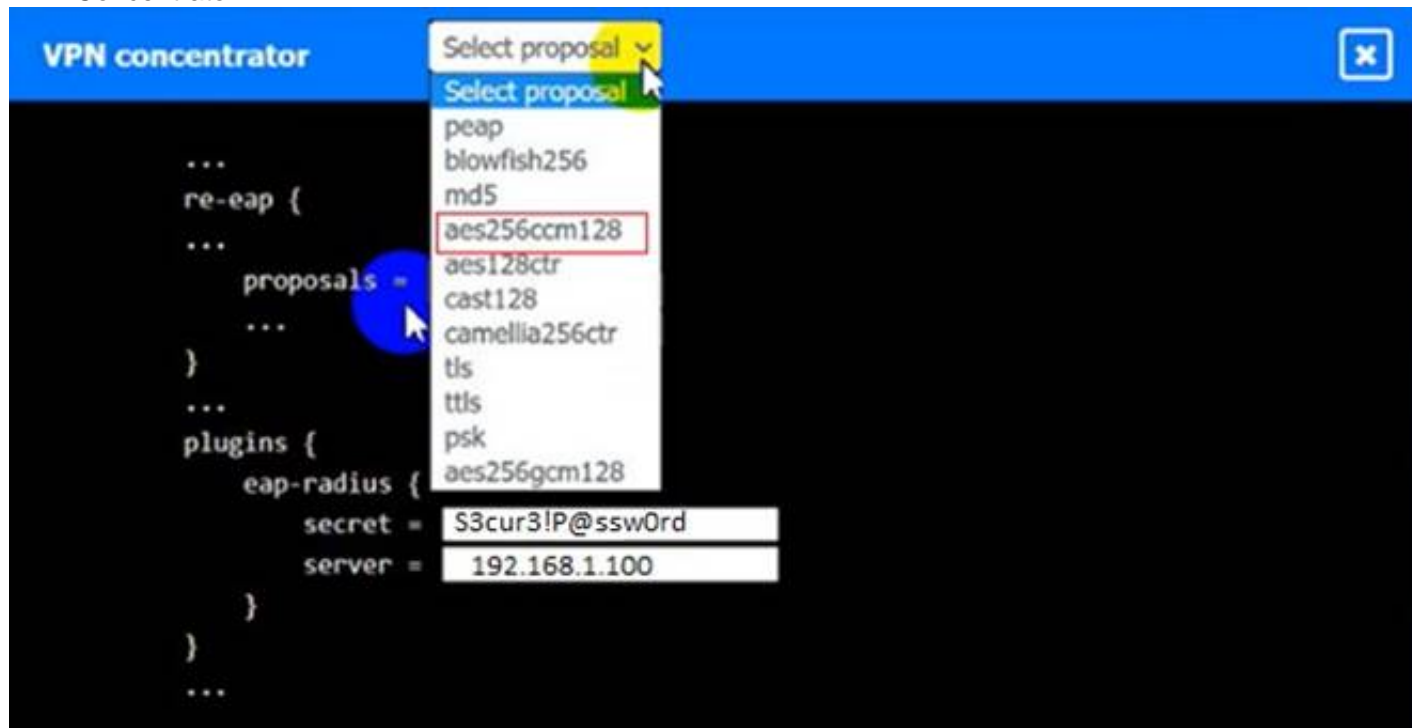 VPN concentrator
Select proposal
Select proposal
peap
blowfish256
md5
aes256ccm128
aes128ctr
cast128
camellia256ctr
tls
ttls
psk
aes256gcm128
...
re-eap {
...
proposals =
...
}
...
plugins {
eap-radius {
secret = S3cur3!P@ssw0rd
server = 192.168.1.100
}
}
...